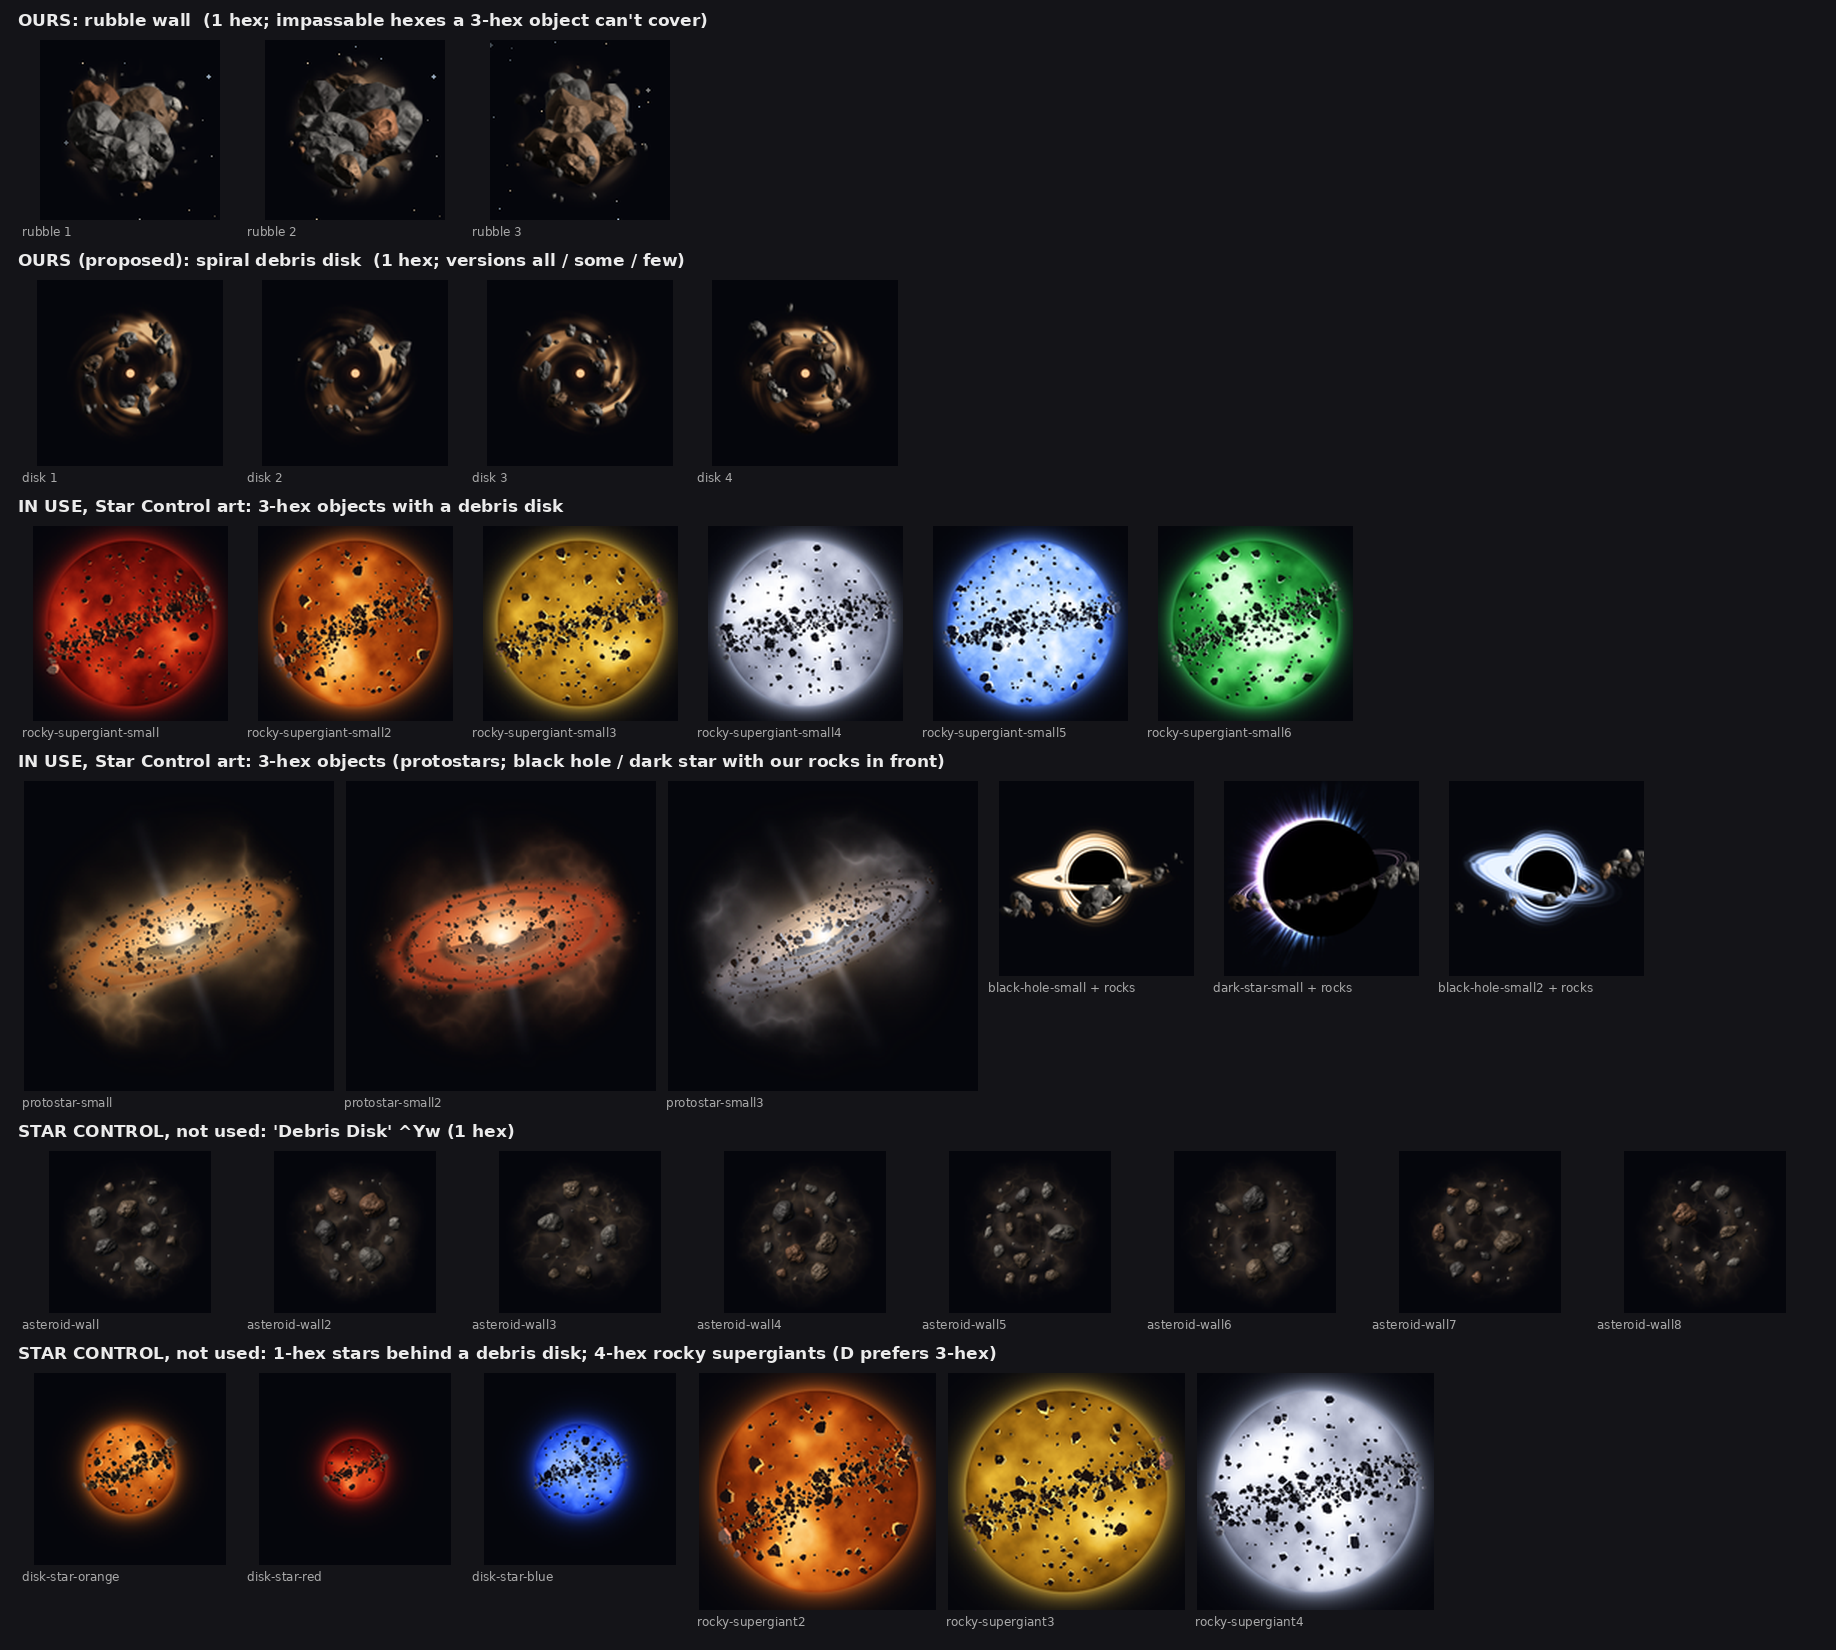 OURS: rubble wall  (1 hex; impassable hexes a 3-hex object can't cover)
rubble 1
rubble 2
rubble 3
OURS (proposed): spiral debris disk  (1 hex; versions all / some / few)
disk 1
disk 2
disk 3
disk 4
IN USE, Star Control art: 3-hex objects with a debris disk
rocky-supergiant-small
rocky-supergiant-small2
rocky-supergiant-small3
rocky-supergiant-small4
rocky-supergiant-small5
rocky-supergiant-small6
IN USE, Star Control art: 3-hex objects (protostars; black hole / dark star with our rocks in front)
black-hole-small + rocks
dark-star-small + rocks
black-hole-small2 + rocks
protostar-small
protostar-small2
protostar-small3
STAR CONTROL, not used: 'Debris Disk' ^Yw (1 hex)
asteroid-wall
asteroid-wall2
asteroid-wall3
asteroid-wall4
asteroid-wall5
asteroid-wall6
asteroid-wall7
asteroid-wall8
STAR CONTROL, not used: 1-hex stars behind a debris disk; 4-hex rocky supergiants (D prefers 3-hex)
disk-star-orange
disk-star-red
disk-star-blue
rocky-supergiant2
rocky-supergiant3
rocky-supergiant4